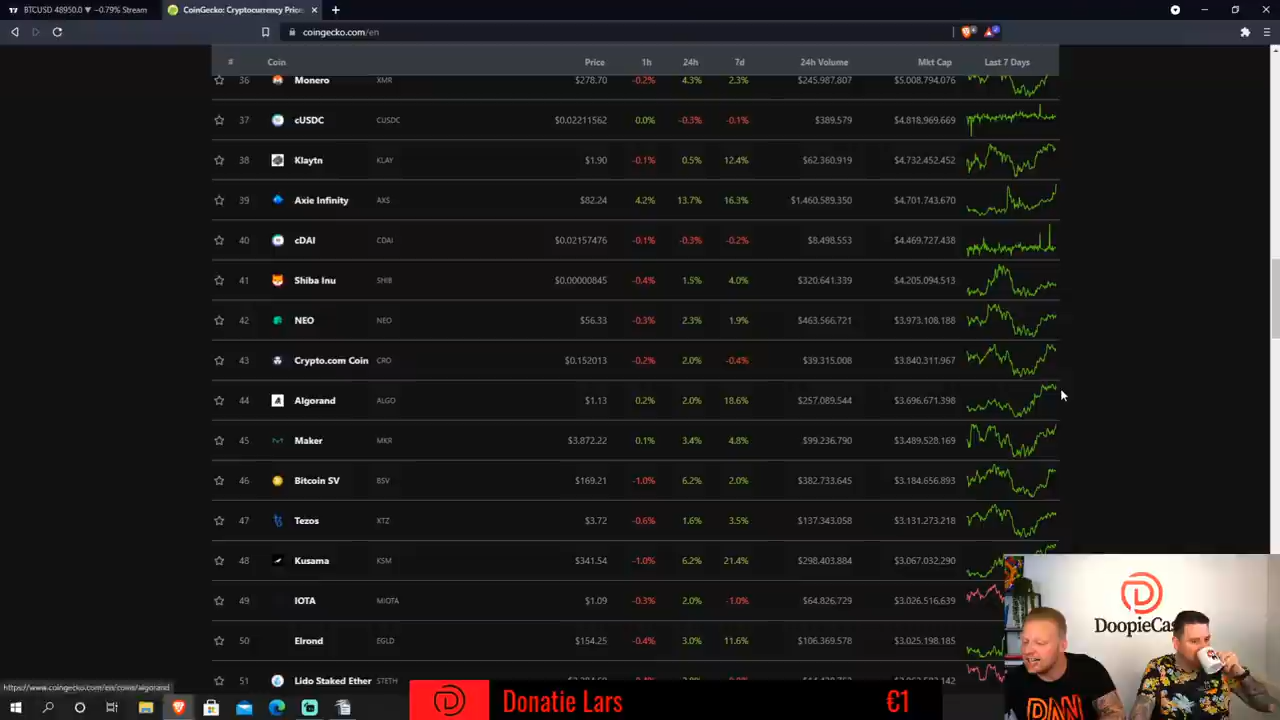 BTCUSD 48950.0 ▼ −0.79% Stream
CoinGecko: Cryptocurrency Price
coingecko.com/en
# Coin Price 1h 24h 7d 24h Volume Mkt Cap Last 7 Days
36 Monero XMR $278.70 -0.2% 4.3% 2.3% $245.987.807 $5.008.794.076
37 cUSDC CUSDC $0.02211562 0.0% -0.3% -0.1% $389.579 $4.818.969.669
38 Klaytn KLAY $1.90 -0.1% 0.5% 12.4% $62.360.919 $4.732.452.452
39 Axie Infinity AXS $82.24 4.2% 13.7% 16.3% $1.460.589.350 $4.701.743.670
40 cDAI CDAI $0.02157476 -0.1% -0.3% -0.2% $8.498.553 $4.469.727.438
41 Shiba Inu SHIB $0.00000845 -0.4% 1.5% 4.0% $320.641.339 $4.205.094.513
42 NEO NEO $56.33 -0.3% 2.3% 1.9% $463.566.721 $3.973.108.188
43 Crypto.com Coin CRO $0.152013 -0.2% 2.0% -0.4% $39.315.008 $3.840.311.967
44 Algorand ALGO $1.13 0.2% 2.0% 18.6% $257.089.544 $3.696.671.398
45 Maker MKR $3.872.22 0.1% 3.4% 4.8% $99.236.790 $3.489.528.169
46 Bitcoin SV BSV $169.21 -1.0% 6.2% 2.0% $382.733.645 $3.184.656.893
47 Tezos XTZ $3.72 -0.6% 1.6% 3.5% $137.343.058 $3.131.273.218
48 Kusama KSM $341.54 -1.0% 6.2% 21.4% $298.403.884 $3.067.032.290
49 IOTA MIOTA $1.09 -0.3% 2.0% -1.0% $64.826.729 $3.026.516.639
50 Elrond EGLD $154.25 -0.4% 3.0% 11.6% $106.369.578 $3.025.198.185
51 Lido Staked Ether STETH
https://www.coingecko.com/en/coins/algorand
DoopieCas
Donatie Lars €1